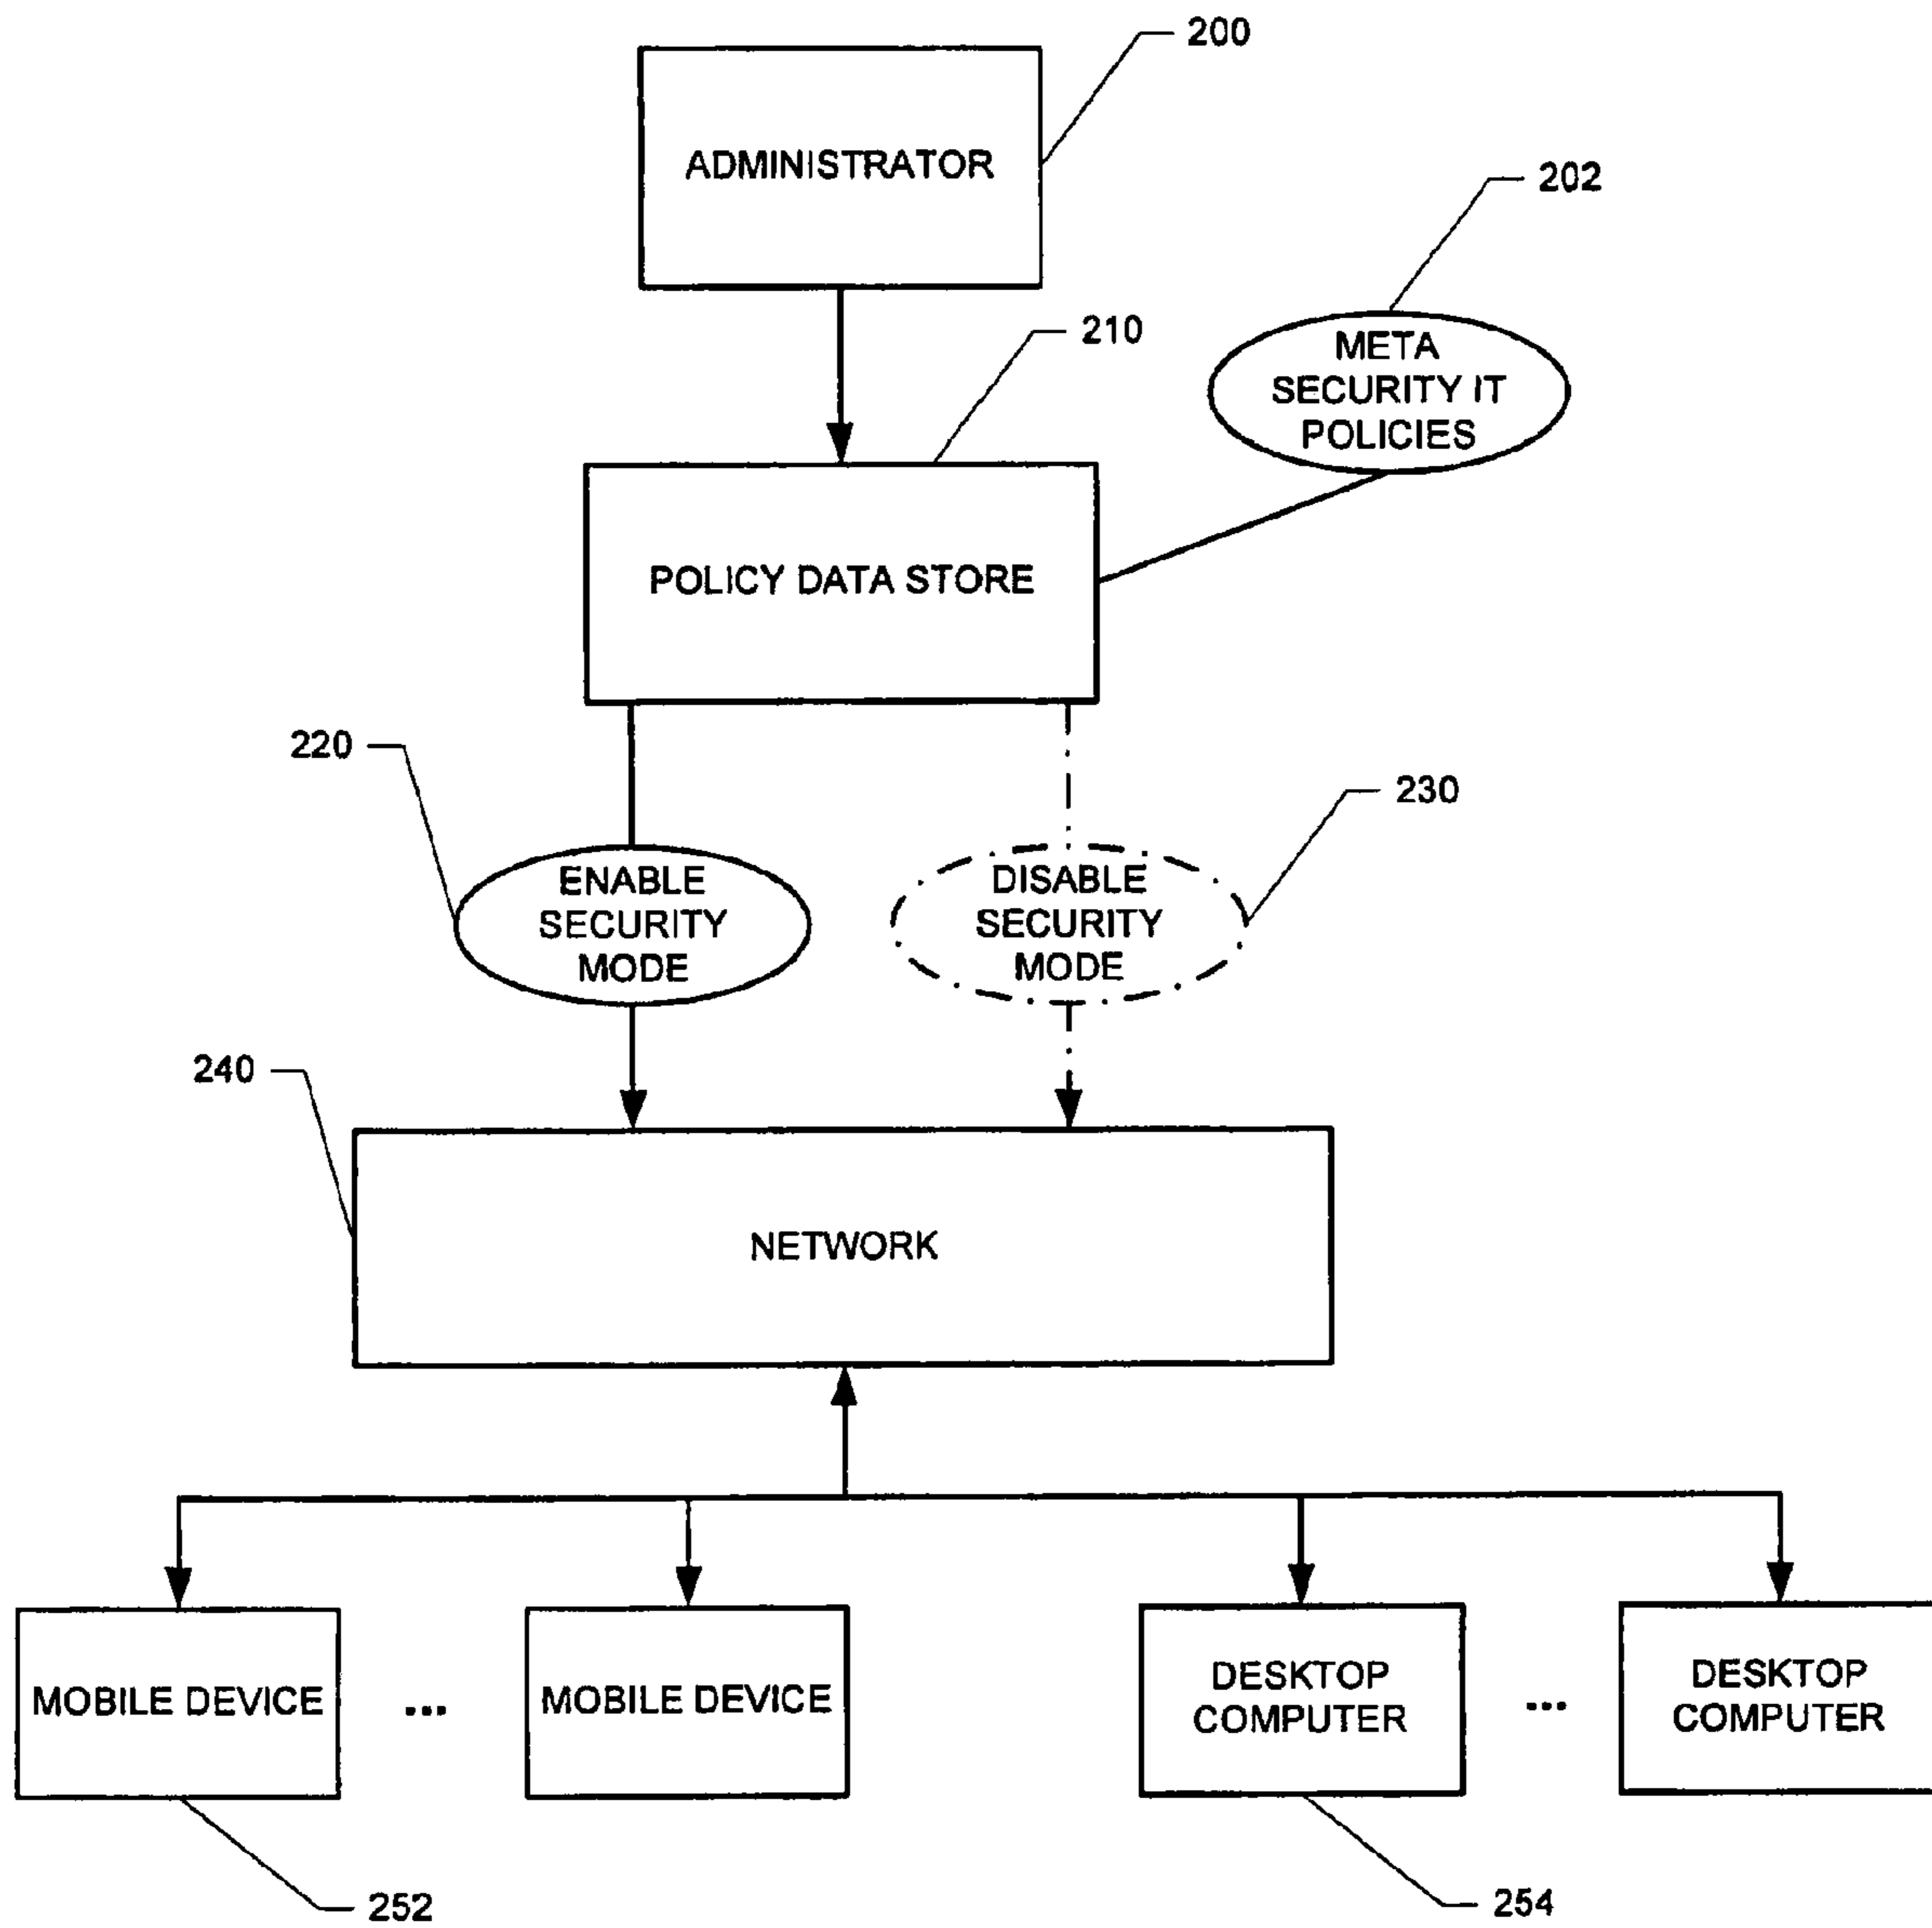 200
ADMINISTRATOR
202
META
SECURITY IT
POLICIES
210
POLICY DATA STORE
220
230
ENABLE
SECURITY
MODE
DISABLE
SECURITY
MODE
240
NETWORK
MOBILE DEVICE
...
MOBILE DEVICE
DESKTOP
COMPUTER
...
DESKTOP
COMPUTER
252
254